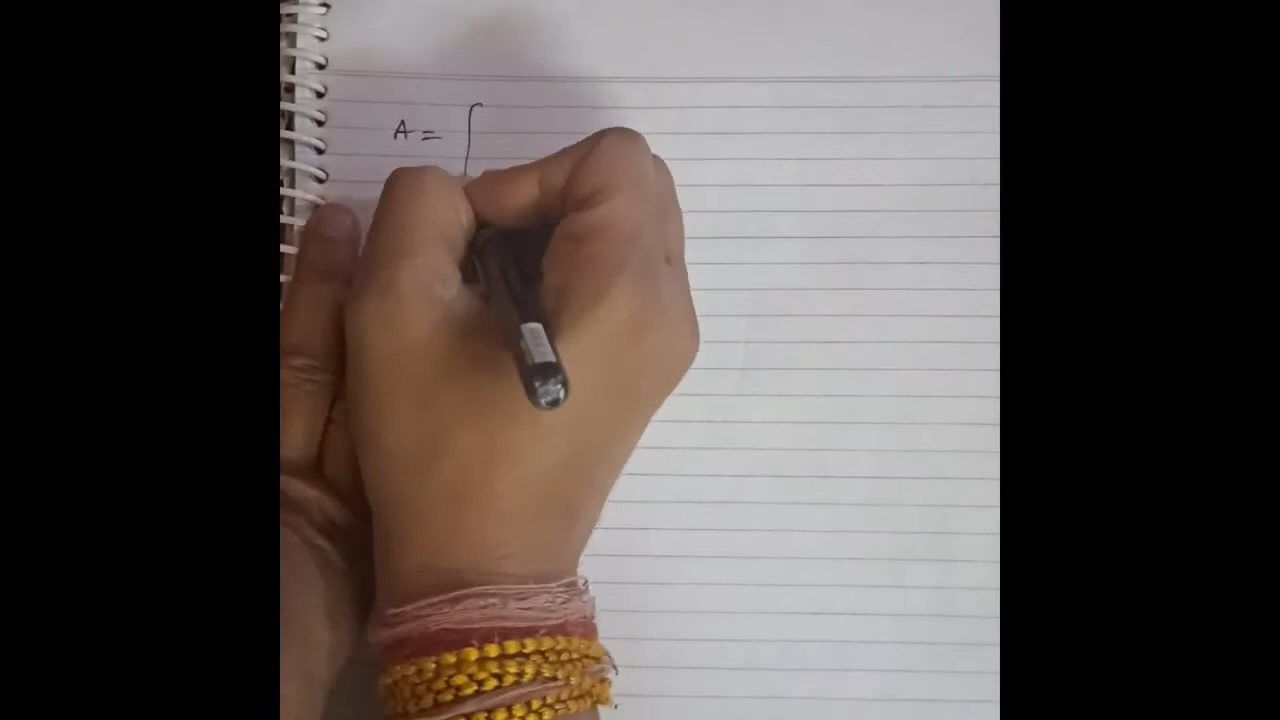 A = [